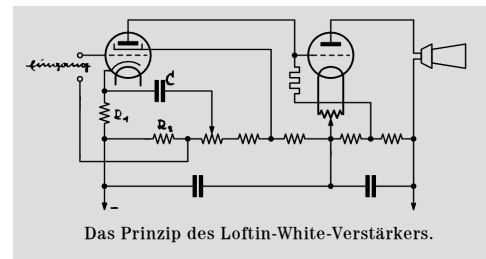 Eingang
C
R₁
R₂
-
Das Prinzip des Loftin-White-Verstärkers.